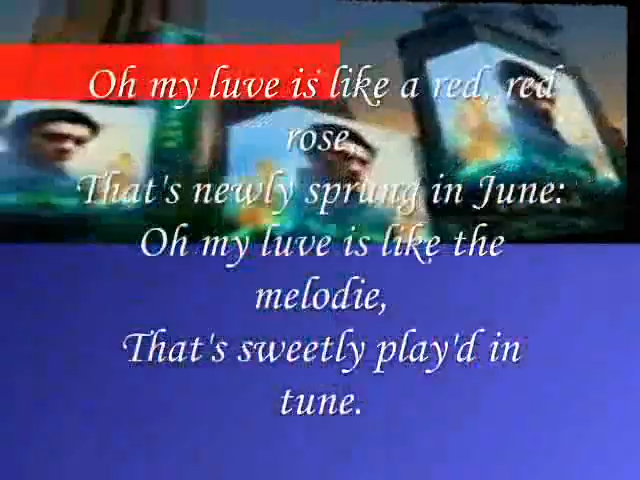 Oh my luve is like a red, red
rose,
That's newly sprung in June:
Oh my luve is like the
melodie,
That's sweetly play'd in
tune.